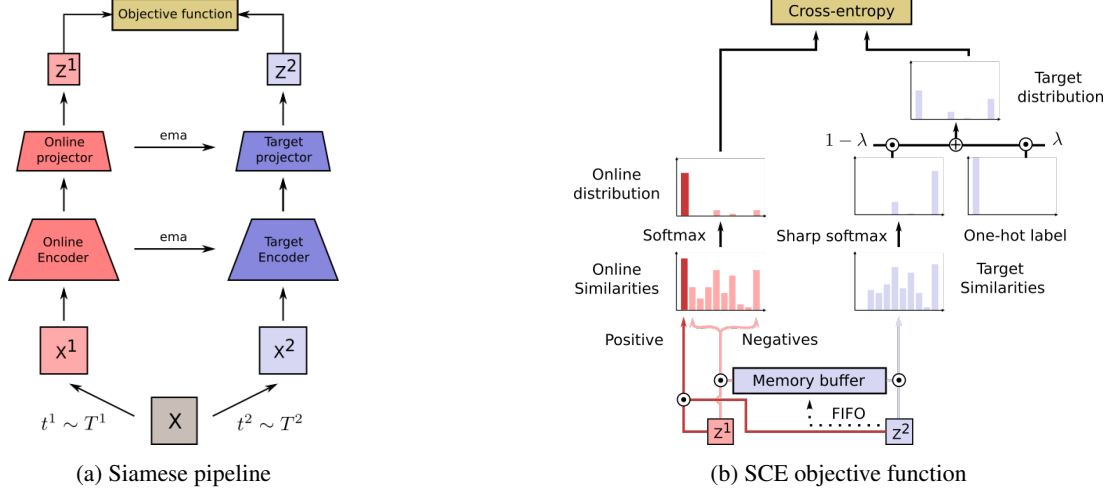 Objective function
Z¹
Z²
Online
projector
ema
Target
projector
Online
Encoder
ema
Target
Encoder
X¹
X²
t¹ ∼ T¹
X
t² ∼ T²
(a) Siamese pipeline
Cross-entropy
Target
distribution
1 − λ
λ
Online
distribution
Softmax
Sharp softmax
One-hot label
Online
Similarities
Target
Similarities
Positive
Negatives
Memory buffer
FIFO
Z¹
Z²
(b) SCE objective function